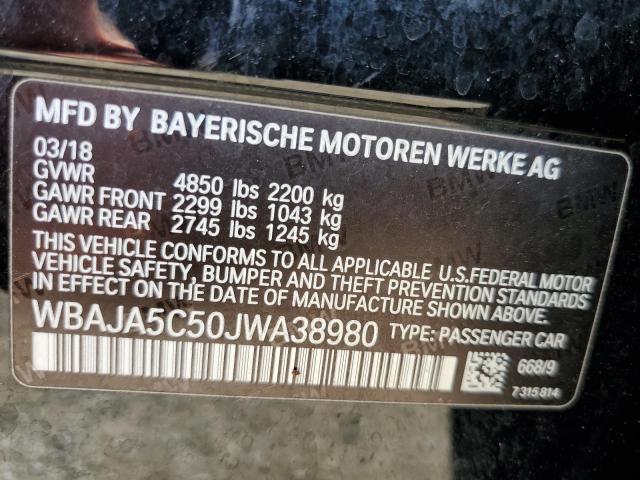 MFD BY BAYERISCHE MOTOREN WERKE AG
03/18
GVWR 4850 lbs 2200 kg
GAWR FRONT 2299 lbs 1043 kg
GAWR REAR 2745 lbs 1245 kg
THIS VEHICLE CONFORMS TO ALL APPLICABLE U.S.FEDERAL MOTOR
VEHICLE SAFETY, BUMPER AND THEFT PREVENTION STANDARDS
IN EFFECT ON THE DATE OF MANUFACTURE SHOWN ABOVE.
WBAJA5C50JWA38980 TYPE: PASSENGER CAR
668/9
7315814